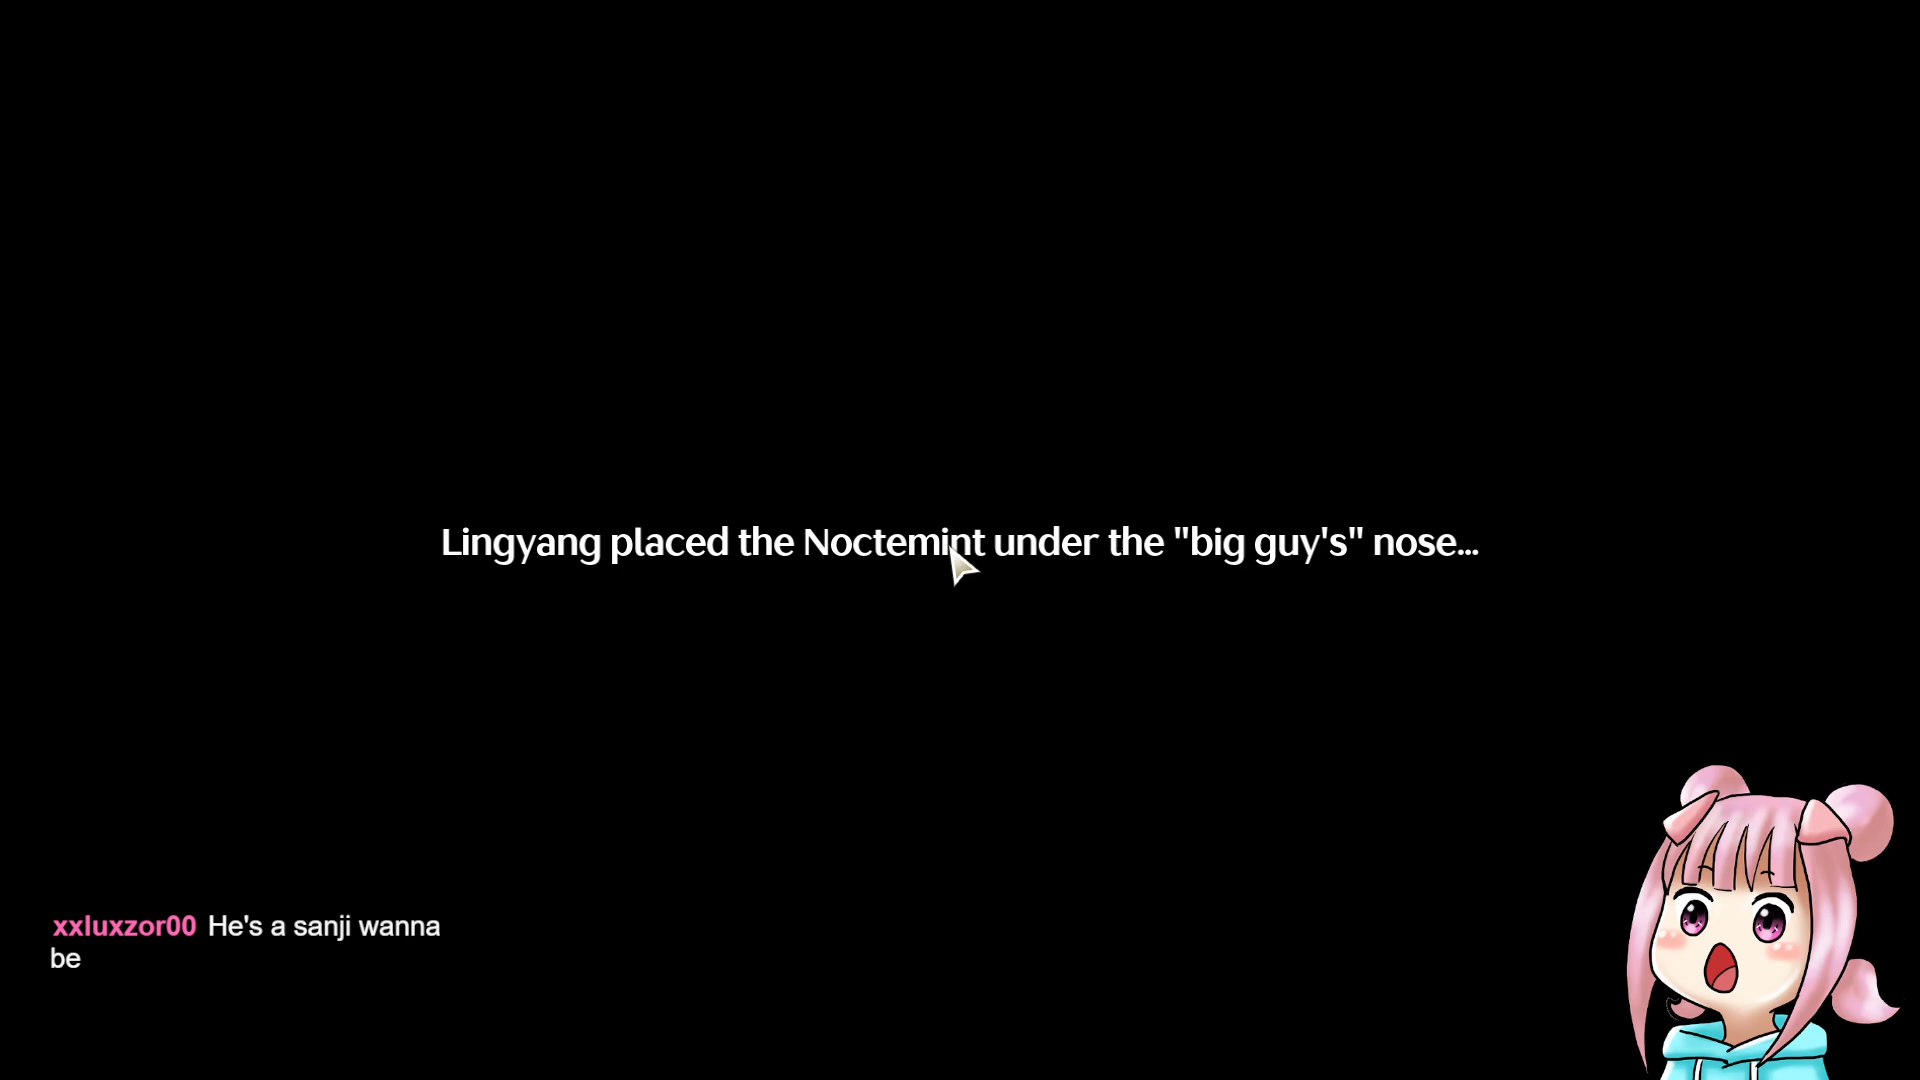 Lingyang placed the Noctemint under the "big guy's" nose...
xxluxzor00 He's a sanji wanna
be